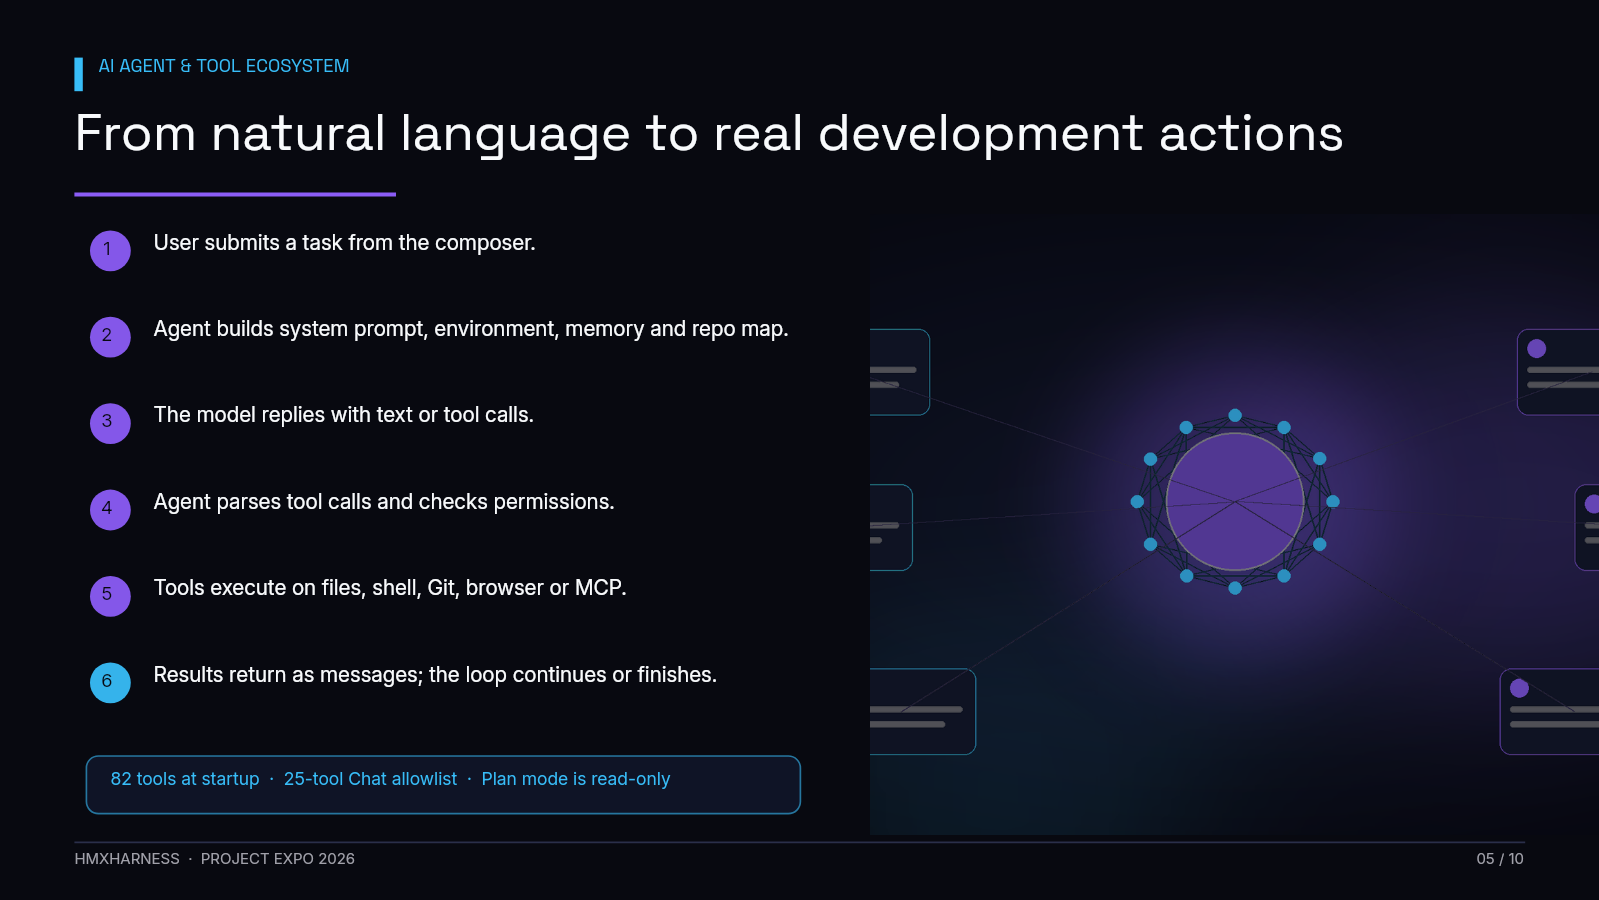 AI AGENT & TOOL ECOSYSTEM
From natural language to real development actions
1 User submits a task from the composer.
2 Agent builds system prompt, environment, memory and repo map.
3 The model replies with text or tool calls.
4 Agent parses tool calls and checks permissions.
5 Tools execute on files, shell, Git, browser or MCP.
6 Results return as messages; the loop continues or finishes.
82 tools at startup · 25-tool Chat allowlist · Plan mode is read-only
HMXHARNESS · PROJECT EXPO 2026
05 / 10